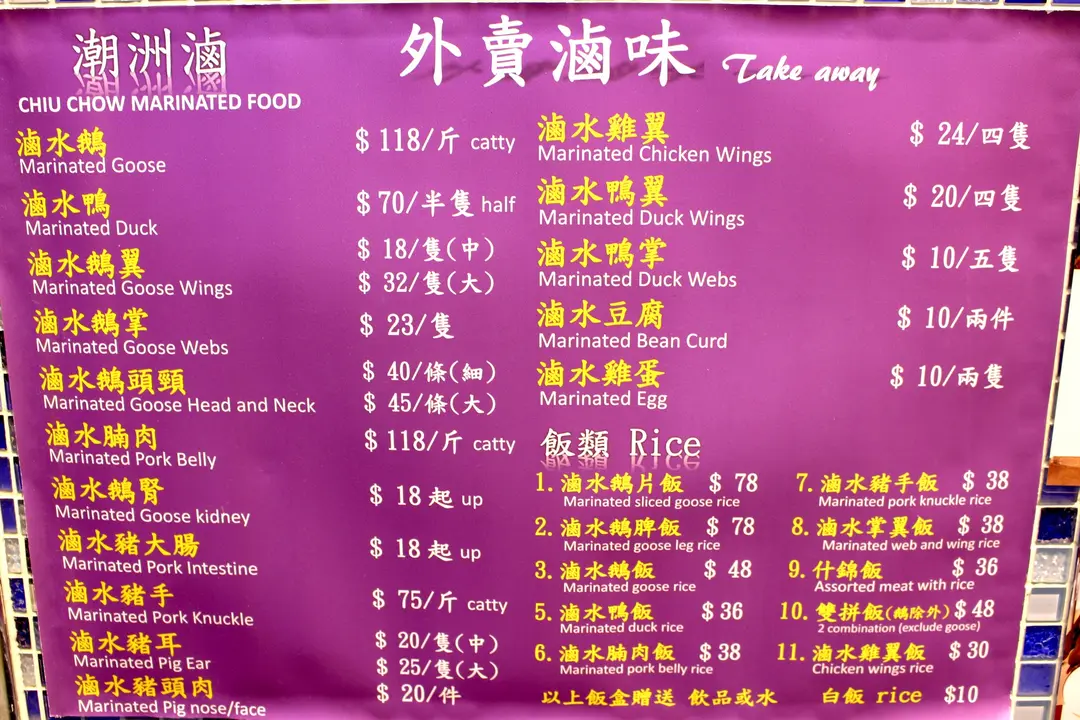 潮洲滷
CHIU CHOW MARINATED FOOD
外賣滷味 Take away
滷水鵝 $ 118/斤 catty
Marinated Goose
滷水鴨 $ 70/半隻 half
Marinated Duck
滷水鵝翼 $ 18/隻(中)
Marinated Goose Wings $ 32/隻(大)
滷水鵝掌 $ 23/隻
Marinated Goose Webs
滷水鵝頭頸 $ 40/條(細)
Marinated Goose Head and Neck $ 45/條(大)
滷水腩肉 $ 118/斤 catty
Marinated Pork Belly
滷水鵝腎 $ 18 起 up
Marinated Goose kidney
滷水豬大腸 $ 18 起 up
Marinated Pork Intestine
滷水豬手 $ 75/斤 catty
Marinated Pork Knuckle
滷水豬耳 $ 20/隻(中)
Marinated Pig Ear $ 25/隻(大)
滷水豬頭肉 $ 20/件
Marinated Pig nose/face
滷水雞翼 $ 24/四隻
Marinated Chicken Wings
滷水鴨翼 $ 20/四隻
Marinated Duck Wings
滷水鴨掌 $ 10/五隻
Marinated Duck Webs
滷水豆腐 $ 10/兩件
Marinated Bean Curd
滷水雞蛋 $ 10/兩隻
Marinated Egg
飯類 Rice
1. 滷水鵝片飯 $ 78
Marinated sliced goose rice
2. 滷水鵝脾飯 $ 78
Marinated goose leg rice
3. 滷水鵝飯 $ 48
Marinated goose rice
5. 滷水鴨飯 $ 36
Marinated duck rice
6. 滷水腩肉飯 $ 38
Marinated pork belly rice
7. 滷水豬手飯 $ 38
Marinated pork knuckle rice
8. 滷水掌翼飯 $ 38
Marinated web and wing rice
9. 什錦飯 $ 36
Assorted meat with rice
10. 雙拼飯(鵝除外) $ 48
2 combination (exclude goose)
11. 滷水雞翼飯 $ 30
Chicken wings rice
以上飯盒贈送 飲品或水 白飯 rice $10